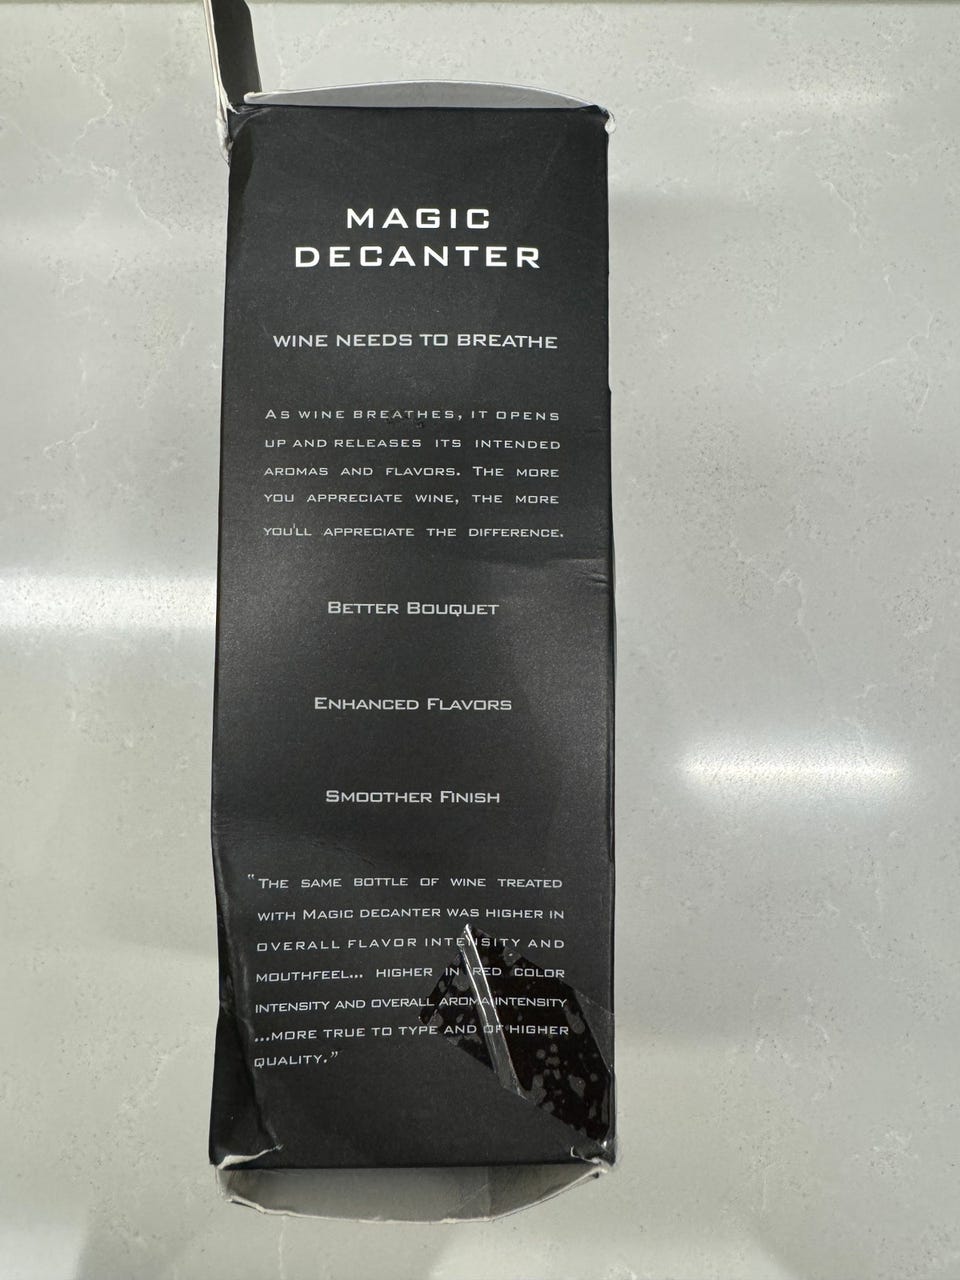 MAGIC
DECANTER
WINE NEEDS TO BREATHE
AS WINE BREATHES, IT OPENS
UP AND RELEASES ITS INTENDED
AROMAS AND FLAVORS. THE MORE
YOU APPRECIATE WINE, THE MORE
YOU'LL APPRECIATE THE DIFFERENCE.
BETTER BOUQUET
ENHANCED FLAVORS
SMOOTHER FINISH
"THE SAME BOTTLE OF WINE TREATED
WITH MAGIC DECANTER WAS HIGHER IN
OVERALL FLAVOR INTENSITY AND
MOUTHFEEL... HIGHER IN RED COLOR
INTENSITY AND OVERALL AROMA INTENSITY
...MORE TRUE TO TYPE AND OF HIGHER
QUALITY."